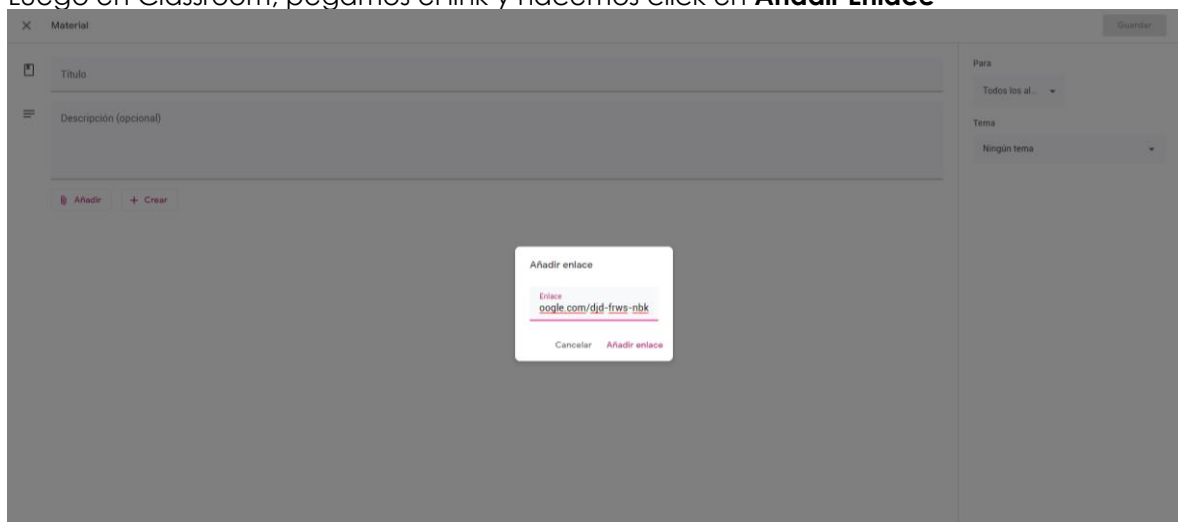 Luego en Classroom, pegamos el link y hacemos click en Añadir Enlace
Material
Guardar
Título
Descripción (opcional)
Añadir
+ Crear
Para
Todos los al...
Tema
Ningún tema
Añadir enlace
Enlace
oogle.com/djd-frws-nbk
Cancelar Añadir enlace